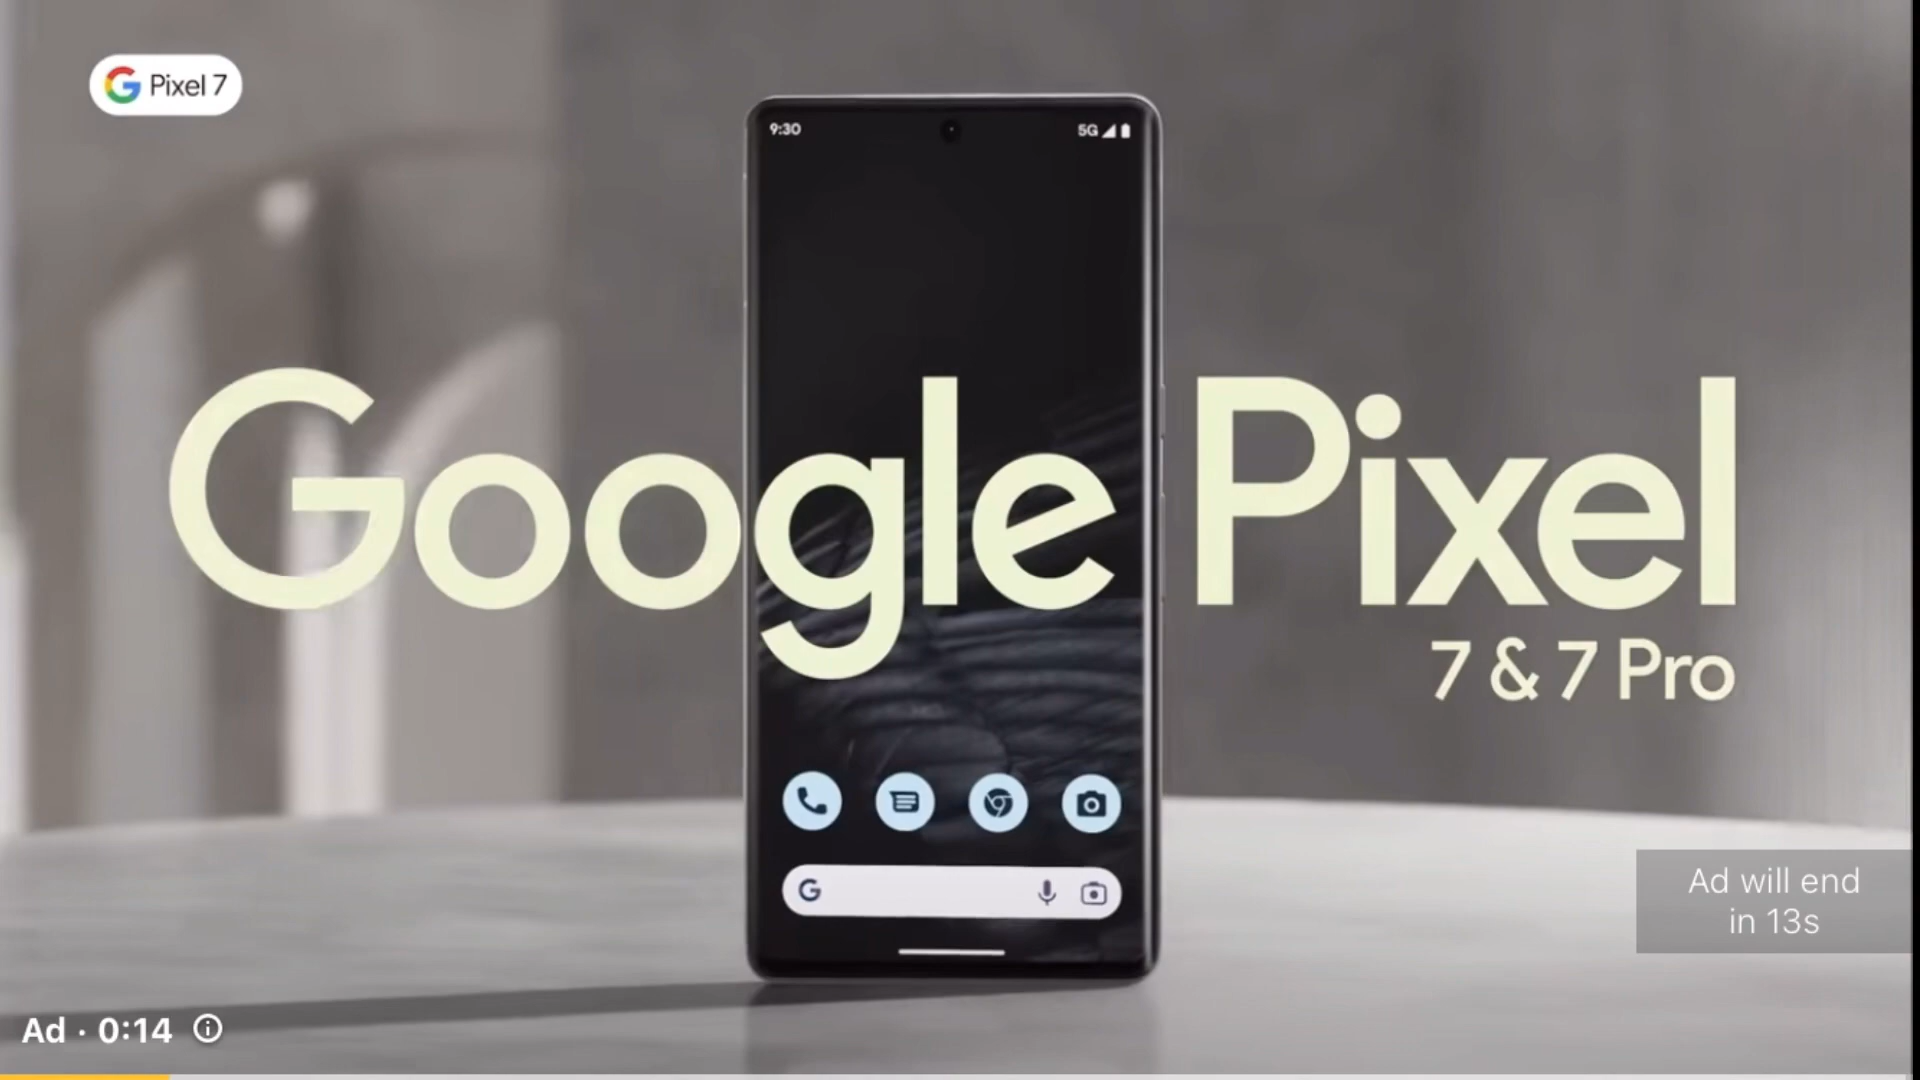 G Pixel 7
9:30
5G
Google Pixel
7 & 7 Pro
G
Ad will end
in 13s
Ad · 0:14